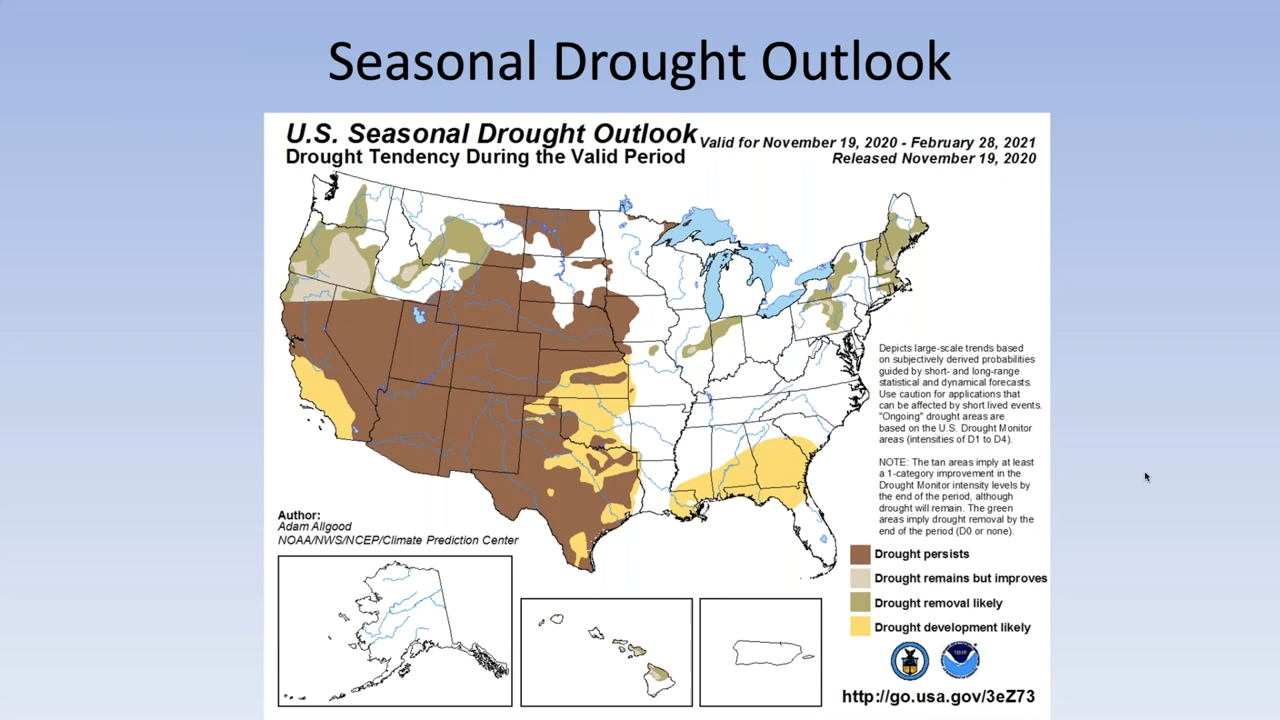 Seasonal Drought Outlook
U.S. Seasonal Drought Outlook
Drought Tendency During the Valid Period
Valid for November 19, 2020 - February 28, 2021
Released November 19, 2020
Depicts large-scale trends based
on subjectively derived probabilities
guided by short- and long-range
statistical and dynamical forecasts.
Use caution for applications that
can be affected by short lived events.
"Ongoing" drought areas are
based on the U.S. Drought Monitor
areas (intensities of D1 to D4).
NOTE: The tan areas imply at least
a 1-category improvement in the
Drought Monitor intensity levels by
the end of the period, although
drought will remain. The green
areas imply drought removal by the
end of the period (D0 or none).
Author:
Adam Allgood
NOAA/NWS/NCEP/Climate Prediction Center
Drought persists
Drought remains but improves
Drought removal likely
Drought development likely
http://go.usa.gov/3eZ73